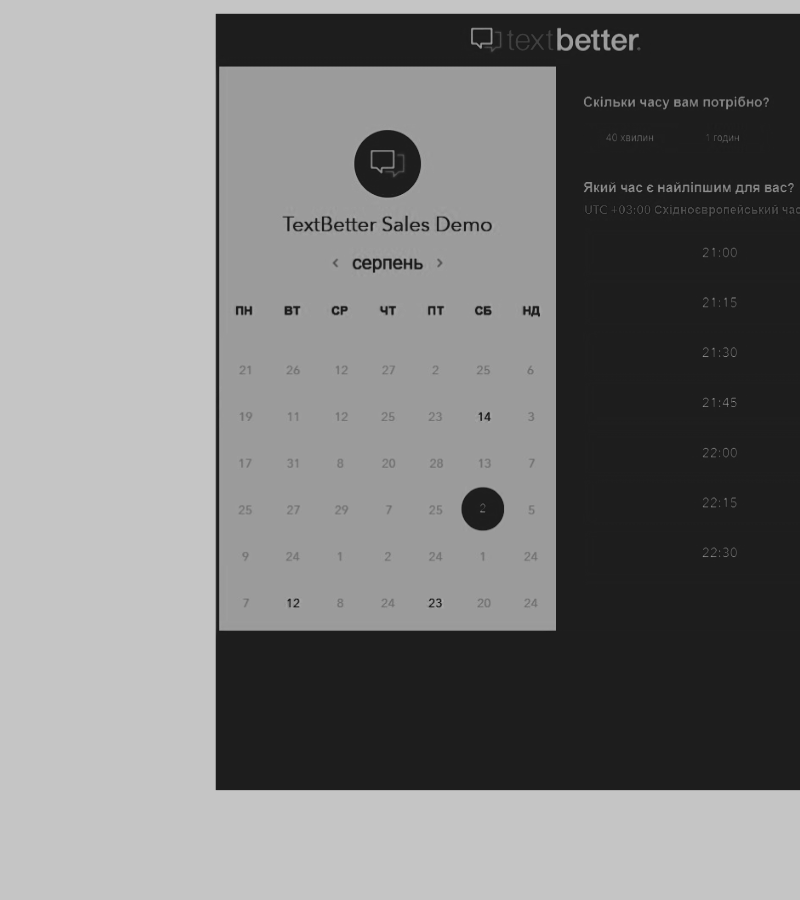 textbetter.
TextBetter Sales Demo
< серпень >
ПН ВТ СР ЧТ ПТ СБ НД
21 26 12 27 2 25 6
19 11 12 25 23 14 3
17 31 8 20 28 13 7
25 27 29 7 25 2 5
9 24 1 2 24 1 24
7 12 8 24 23 20 24
Скільки часу вам потрібно?
40 хвилин 1 годин
Який час є найліпшим для вас?
UTC +03:00 Східноєвропейський час
21:00
21:15
21:30
21:45
22:00
22:15
22:30